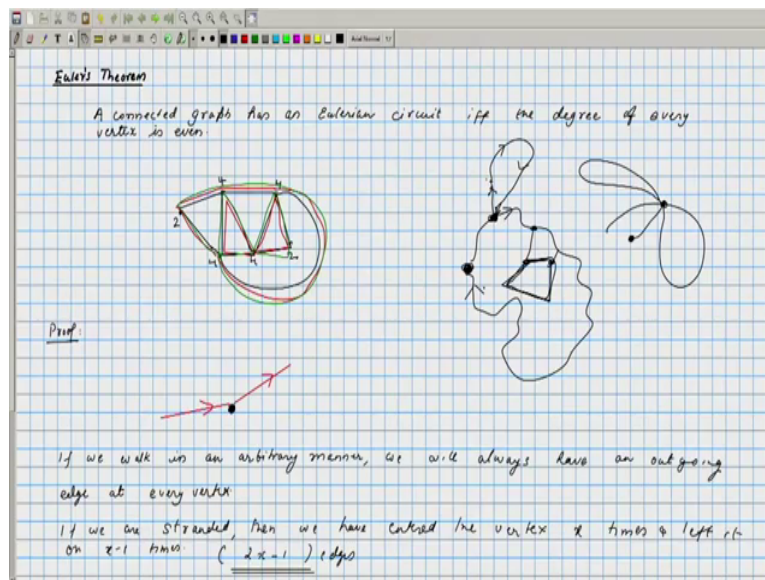 Euler's Theorem
A connected graph has an Eulerian circuit iff the degree of every
vertex is even.
4 4
2
4 4 2
Proof:
If we walk in an arbitrary manner, we will always have an outgoing
edge at every vertex.
If we are stranded, then we have entered the vertex x times & left it
on x-1 times. (2x-1) edges